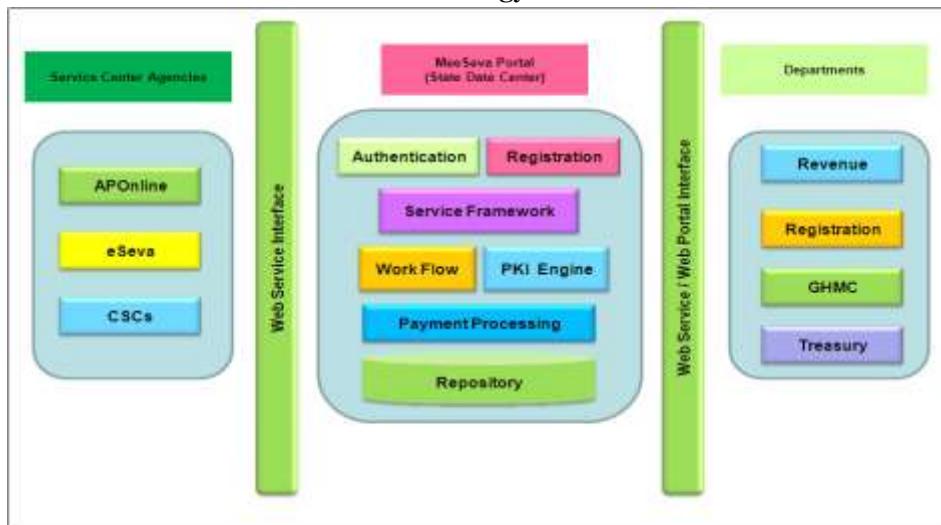 Service Center Agencies
MeeSeva Portal
(State Date Center)
Departments
APOnline
eSeva
CSCs
Web Service Interface
Authentication
Registration
Service Framework
Work Flow
PKI Engine
Payment Processing
Repository
Web Service / Web Portal Interface
Revenue
Registration
GHMC
Treasury